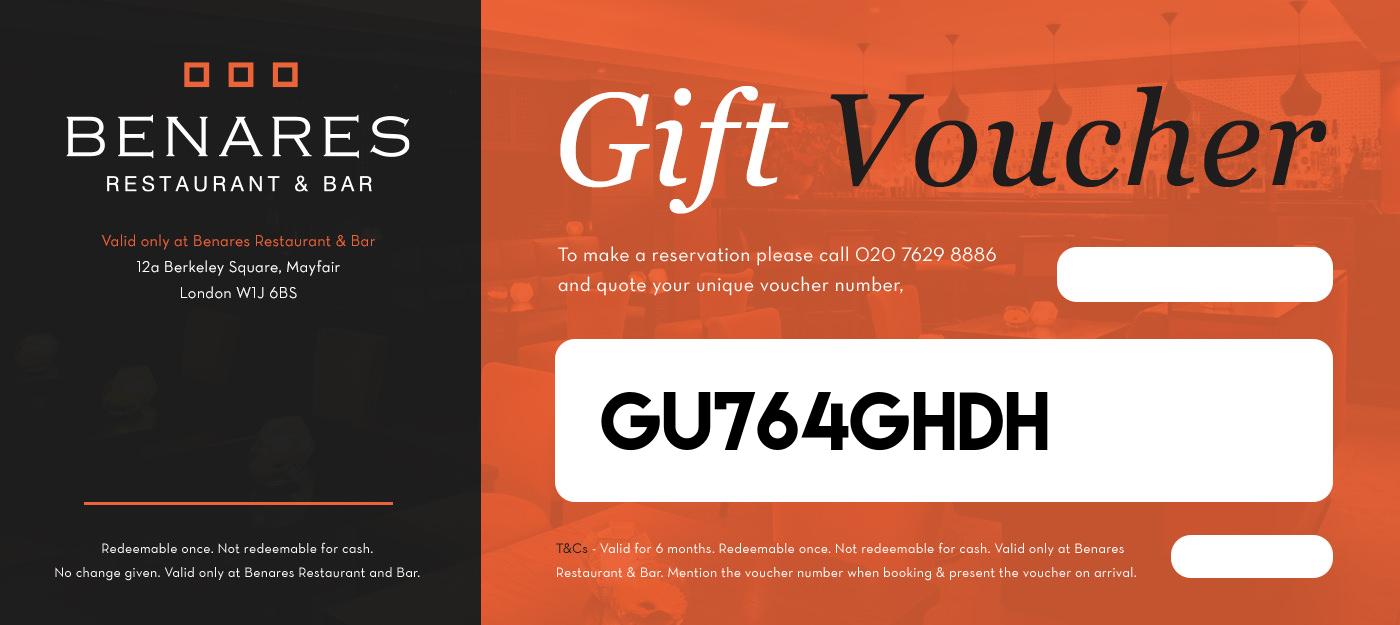 BENARES
RESTAURANT & BAR
Valid only at Benares Restaurant & Bar
12a Berkeley Square, Mayfair
London W1J 6BS
Redeemable once. Not redeemable for cash.
No change given. Valid only at Benares Restaurant and Bar.
Gift Voucher
To make a reservation please call 020 7629 8886
and quote your unique voucher number,
GU764GHDH
T&Cs - Valid for 6 months. Redeemable once. Not redeemable for cash. Valid only at Benares
Restaurant & Bar. Mention the voucher number when booking & present the voucher on arrival.